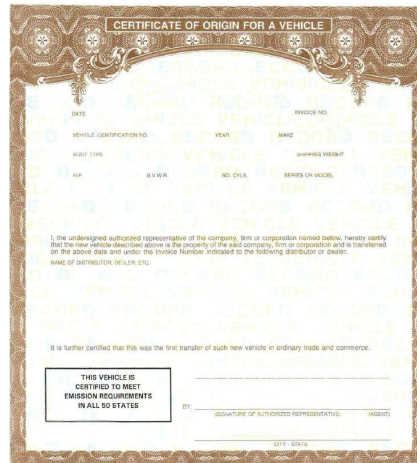 CERTIFICATE OF ORIGIN FOR A VEHICLE
DATE INVOICE NO.
VEHICLE IDENTIFICATION NO. YEAR MAKE
BODY TYPE SHIPPING WEIGHT
H.P. G.V.W.R. NO. CYLS. SERIES OR MODEL
I, the undersigned authorized representative of the company, firm or corporation named below, hereby certify
that the new vehicle described above is the property of the said company, firm or corporation and is transferred
on the above date and under the Invoice Number indicated to the following distributor or dealer.
NAME OF DISTRIBUTOR, DEALER, ETC.
It is further certified that this was the first transfer of such new vehicle in ordinary trade and commerce.
THIS VEHICLE IS
CERTIFIED TO MEET
EMISSION REQUIREMENTS
IN ALL 50 STATES
BY:
(SIGNATURE OF AUTHORIZED REPRESENTATIVE) (AGENT)
CITY - STATE